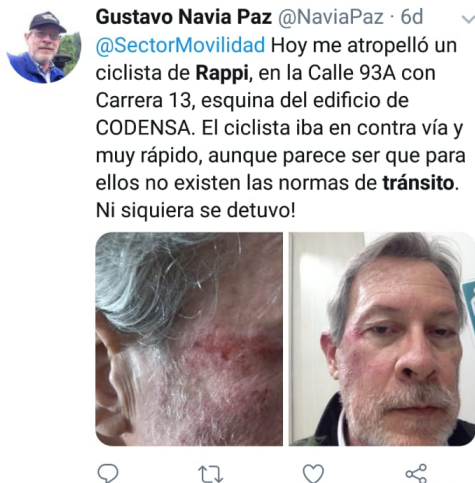 Gustavo Navia Paz @NaviaPaz · 6d
@SectorMovilidad Hoy me atropelló un
ciclista de Rappi, en la Calle 93A con
Carrera 13, esquina del edificio de
CODENSA. El ciclista iba en contra vía y
muy rápido, aunque parece ser que para
ellos no existen las normas de tránsito.
Ni siquiera se detuvo!